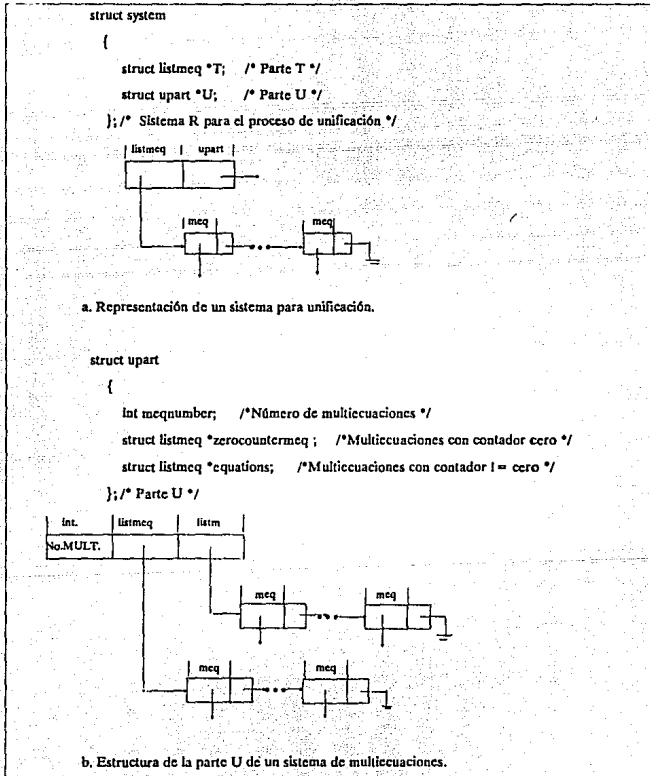 struct system
{
struct listmeq *T; /* Parte T */
struct upart *U; /* Parte U */
}; /* Sistema R para el proceso de unificación */
| listmeq | upart |
| meq | | meq |
a. Representación de un sistema para unificación.
struct upart
{
int meqnumber; /*Número de multiecuaciones */
struct listmeq *zerocountermeq ; /*Multiecuaciones con contador cero */
struct listmeq *equations; /*Multiecuaciones con contador != cero */
}; /* Parte U */
| int. | listmeq | listm |
No.MULT.
| meq | | meq |
| meq | | meq |
b. Estructura de la parte U de un sistema de multiecuaciones.